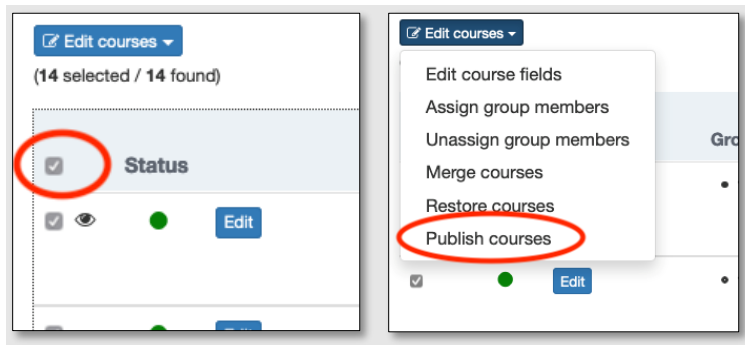 Edit courses
(14 selected / 14 found)
Status
Edit
Edit courses
Edit course fields
Assign group members
Unassign group members
Merge courses
Restore courses
Publish courses
Gro
Edit